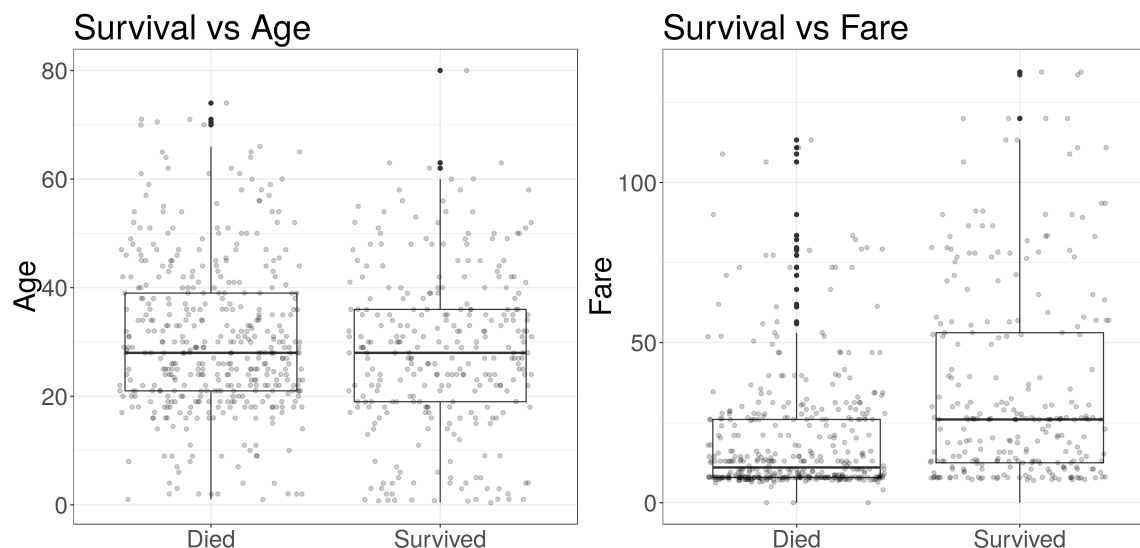 Survival vs Age
Age
80
60
40
20
0
Died
Survived
Survival vs Fare
Fare
100
50
0
Died
Survived